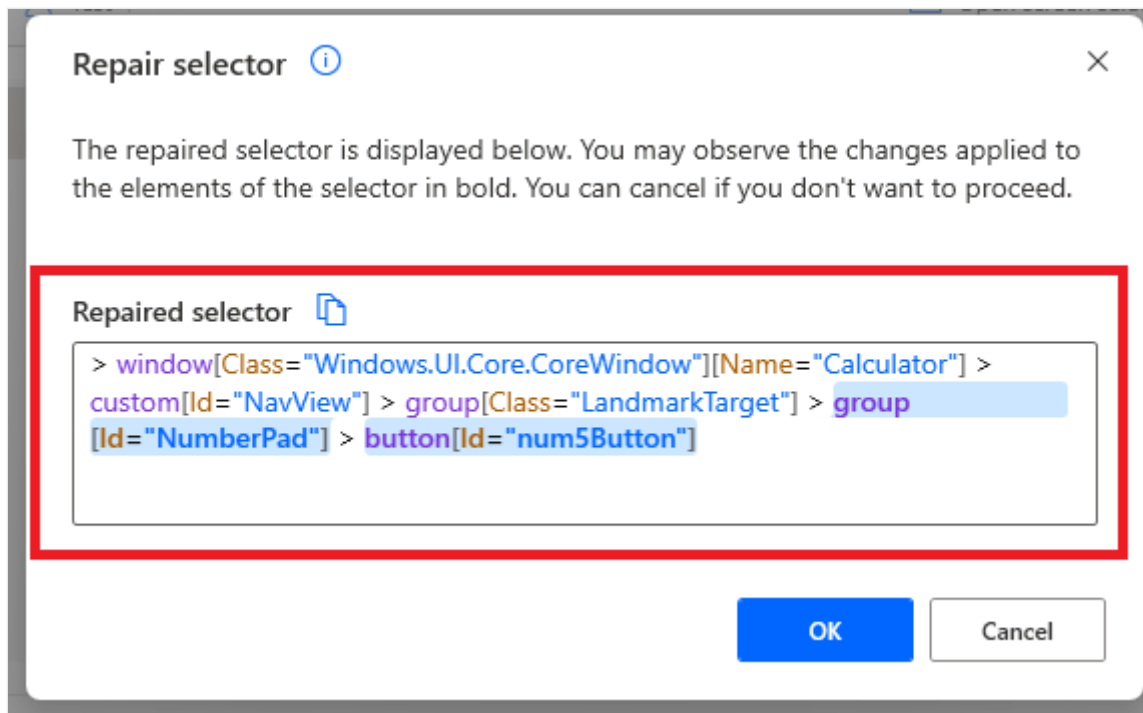 Repair selector
The repaired selector is displayed below. You may observe the changes applied to
the elements of the selector in bold. You can cancel if you don't want to proceed.
Repaired selector
> window[Class="Windows.UI.Core.CoreWindow"][Name="Calculator"] >
custom[Id="NavView"] > group[Class="LandmarkTarget"] > group
[Id="NumberPad"] > button[Id="num5Button"]
OK Cancel